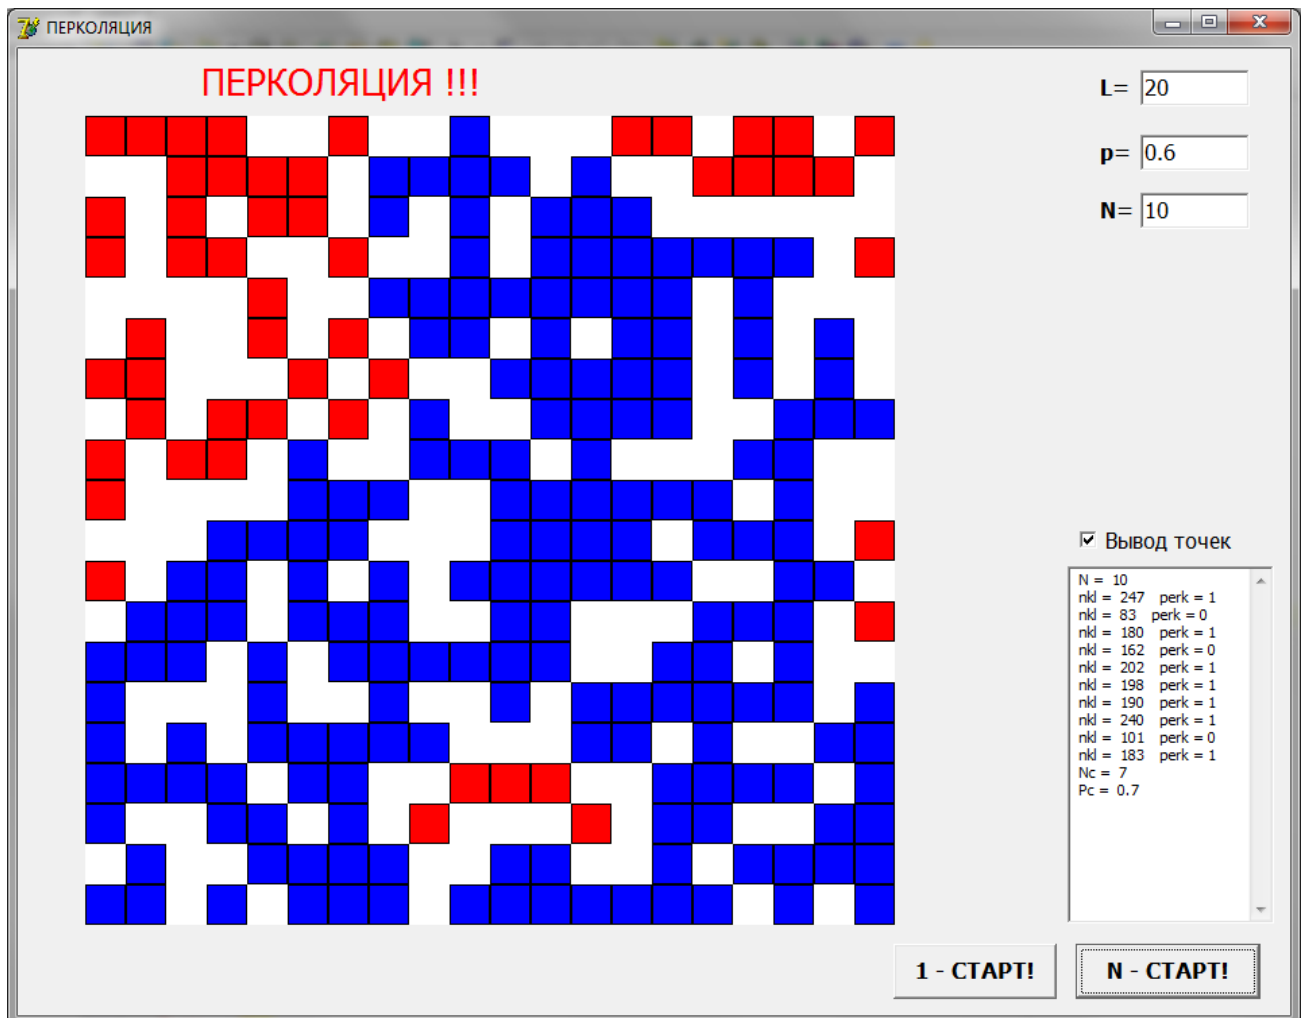 ПЕРКОЛЯЦИЯ
ПЕРКОЛЯЦИЯ !!!
L= 20
p= 0.6
N= 10
Вывод точек
N = 10
nkl = 247 perk = 1
nkl = 83 perk = 0
nkl = 180 perk = 1
nkl = 162 perk = 0
nkl = 202 perk = 1
nkl = 198 perk = 1
nkl = 190 perk = 1
nkl = 240 perk = 1
nkl = 101 perk = 0
nkl = 183 perk = 1
Nc = 7
Pc = 0.7
1 - СТАРТ!
N - СТАРТ!